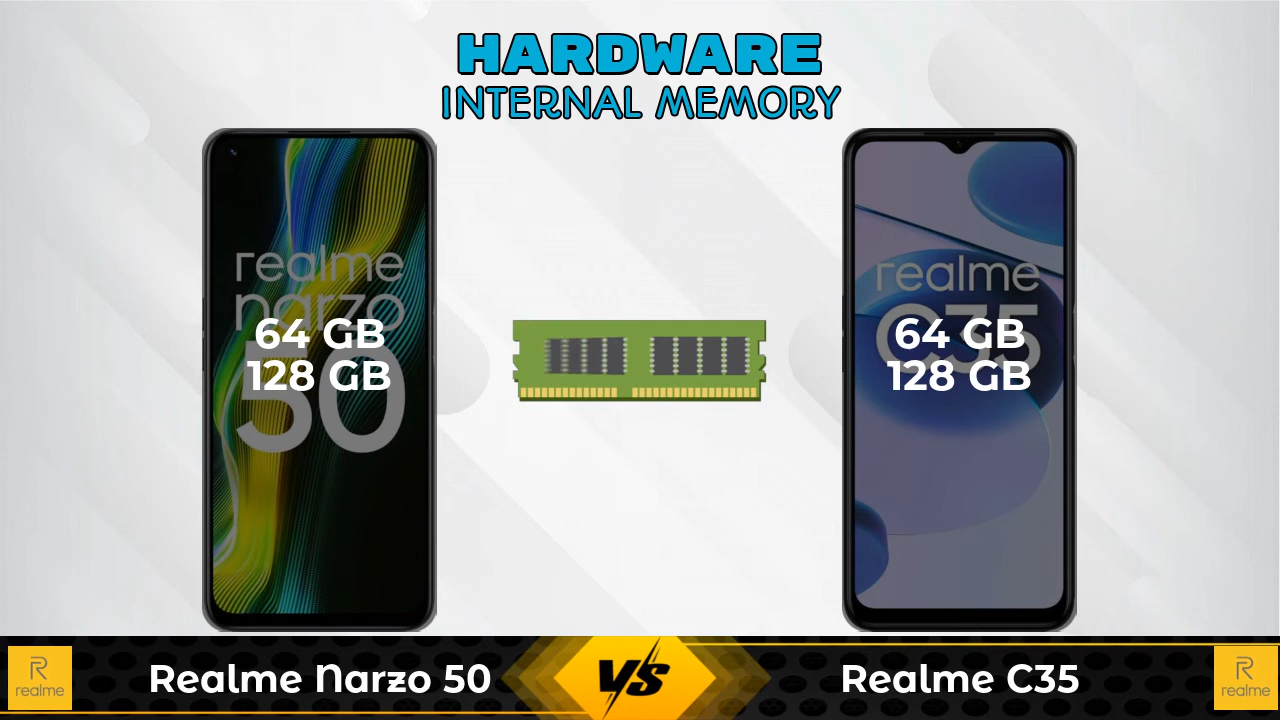 HARDWARE
INTERNAL MEMORY
realme
narzo
50
64 GB
128 GB
realme
C35
64 GB
128 GB
R
realme
Realme Narzo 50
VS
Realme C35
R
realme